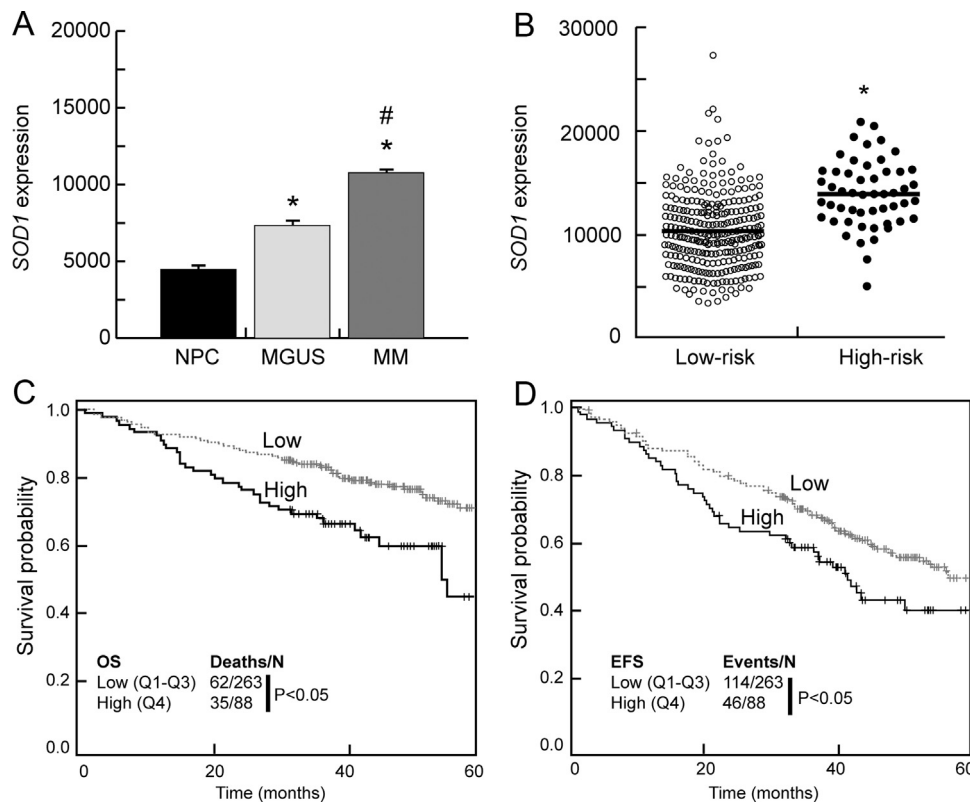 A
20000
15000
10000
5000
0
SOD1 expression
*
#
*
NPC MGUS MM
B
30000
20000
10000
0
SOD1 expression
*
Low-risk High-risk
C
1.0
0.8
0.6
0.4
0.2
0.0
Survival probability
Low
High
OS Deaths/N
Low (Q1-Q3) 62/263
High (Q4) 35/88
P<0.05
0 20 40 60
Time (months)
D
1.0
0.8
0.6
0.4
0.2
0.0
Survival probability
Low
High
EFS Events/N
Low (Q1-Q3) 114/263
High (Q4) 46/88
P<0.05
0 20 40 60
Time (months)